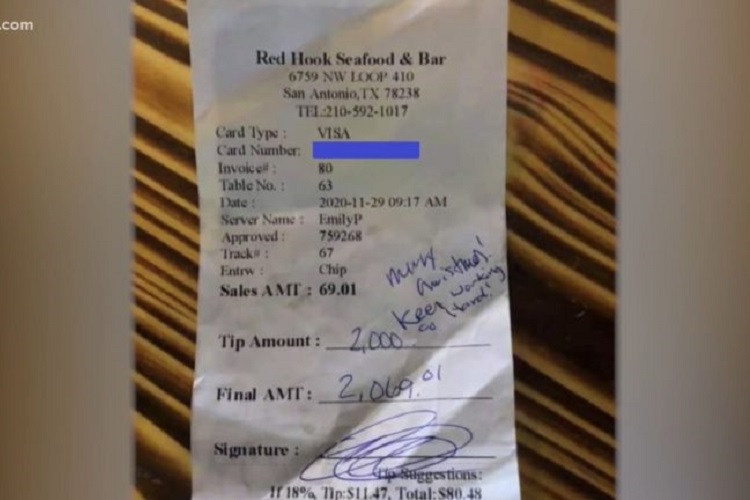 .com
Red Hook Seafood & Bar
6759 NW LOOP 410
San Antonio,TX 78238
TEL:210-592-1017
Card Type : VISA
Card Number:
Invoice# : 80
Table No. : 63
Date : 2020-11-29 09:17 AM
Server Name : EmilyP
Approved : 759268
Track# : 67
Entrw : Chip
Merry
Christmas!
Keep working
so hard!
Sales AMT : 69.01
Tip Amount : 2,000
Final AMT : 2,069.01
Signature :
Tip Suggestions:
If 18%, Tip:$11.47, Total:$80.48